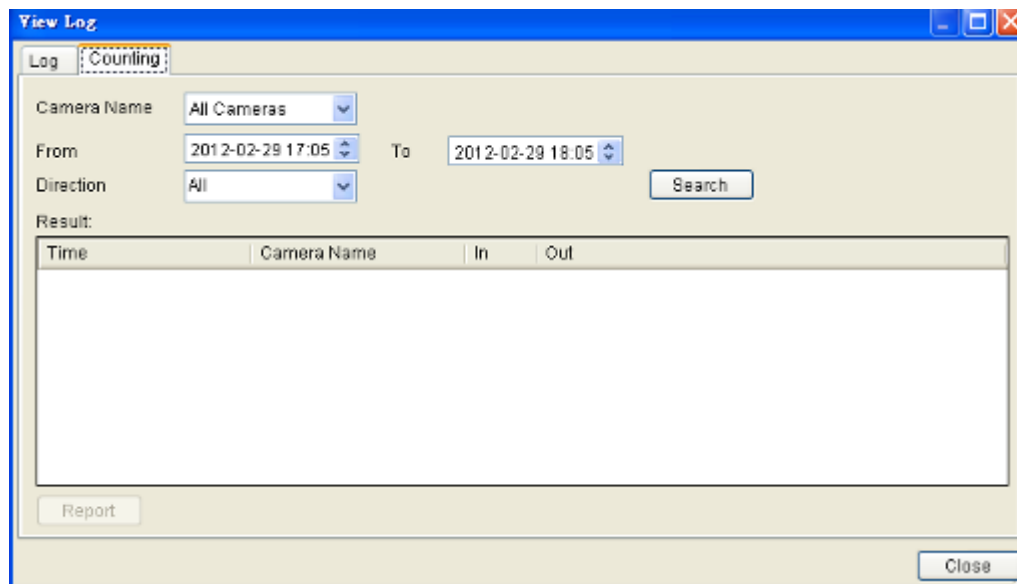 View Log
Log Counting
Camera Name All Cameras
From 2012-02-29 17:05 To 2012-02-29 18:05
Direction All Search
Result:
Time Camera Name In Out
Report
Close